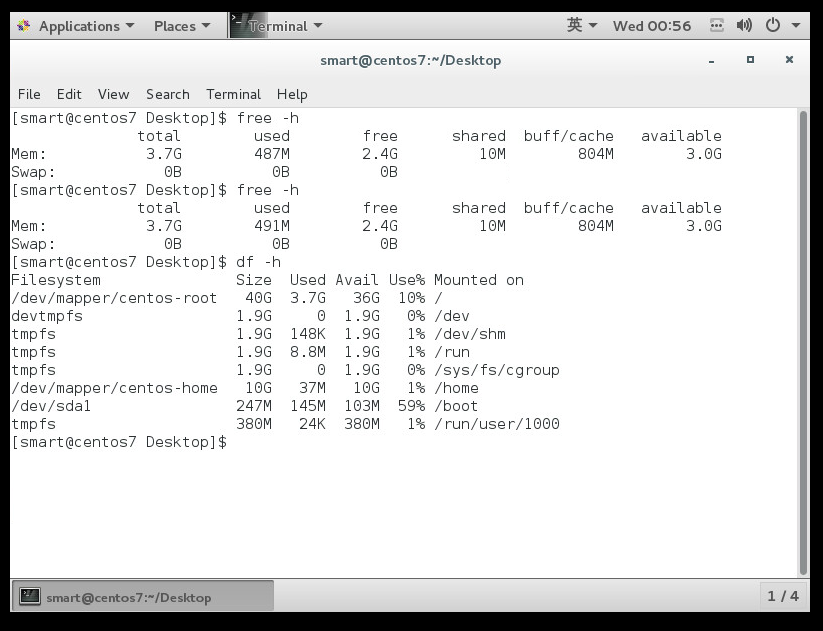 Applications Places Terminal 英 Wed 00:56
smart@centos7:~/Desktop
File Edit View Search Terminal Help
[smart@centos7 Desktop]$ free -h
              total        used        free      shared  buff/cache   available
Mem:           3.7G        487M        2.4G         10M        804M        3.0G
Swap:            0B          0B          0B
[smart@centos7 Desktop]$ free -h
              total        used        free      shared  buff/cache   available
Mem:           3.7G        491M        2.4G         10M        804M        3.0G
Swap:            0B          0B          0B
[smart@centos7 Desktop]$ df -h
Filesystem               Size  Used Avail Use% Mounted on
/dev/mapper/centos-root   40G  3.7G   36G  10% /
devtmpfs                 1.9G     0  1.9G   0% /dev
tmpfs                    1.9G  148K  1.9G   1% /dev/shm
tmpfs                    1.9G  8.8M  1.9G   1% /run
tmpfs                    1.9G     0  1.9G   0% /sys/fs/cgroup
/dev/mapper/centos-home   10G   37M   10G   1% /home
/dev/sda1                247M  145M  103M  59% /boot
tmpfs                    380M   24K  380M   1% /run/user/1000
[smart@centos7 Desktop]$
smart@centos7:~/Desktop 1 / 4